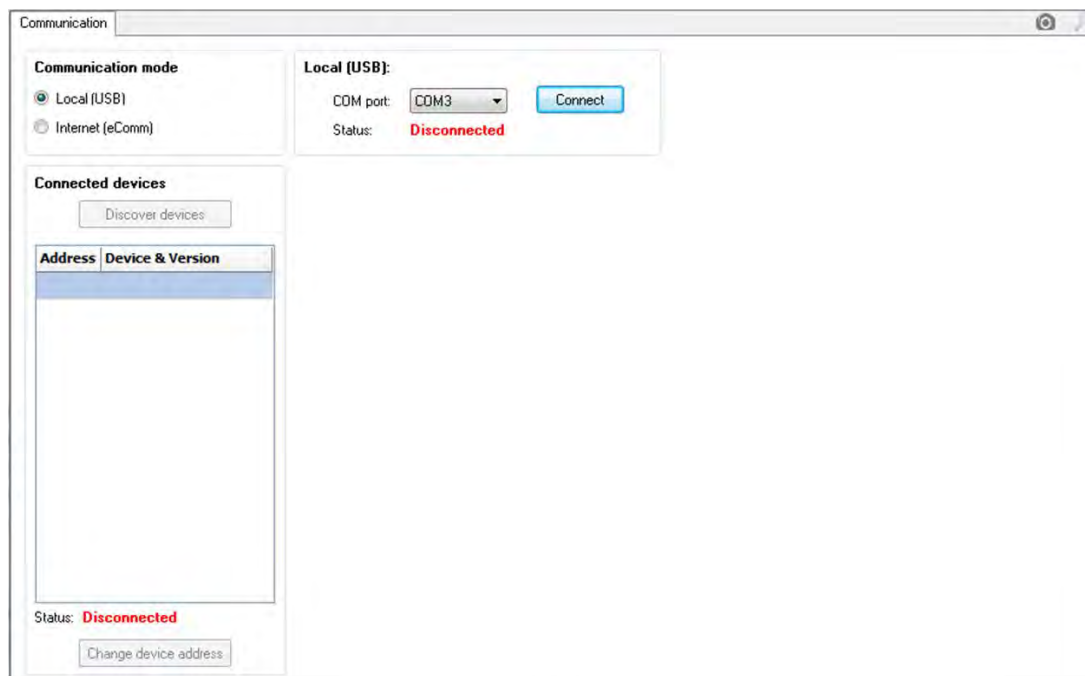 Communication
Communication mode
Local (USB)
Internet (eComm)
Local (USB):
COM port: COM3 Connect
Status: Disconnected
Connected devices
Discover devices
Address Device & Version
Status: Disconnected
Change device address